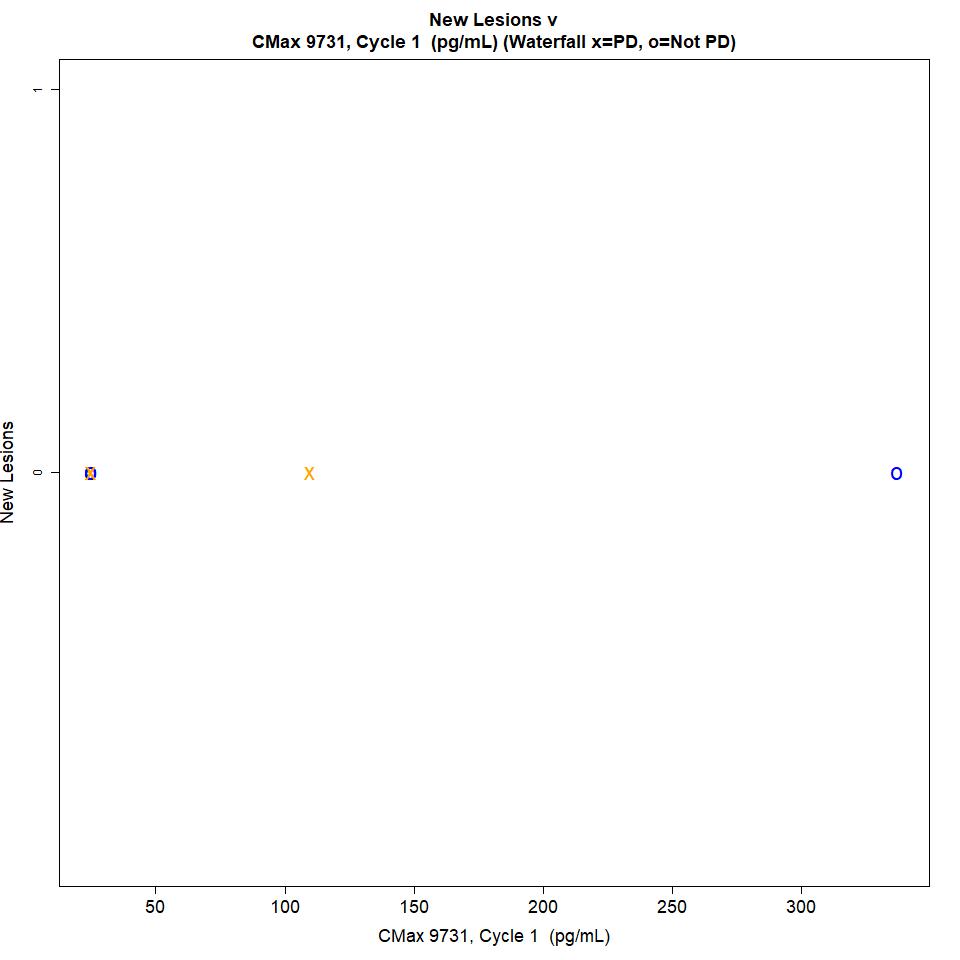 New Lesions v
CMax 9731, Cycle 1  (pg/mL) (Waterfall x=PD, o=Not PD)
1
New Lesions
0
x
o
x
o
50
100
150
200
250
300
CMax 9731, Cycle 1  (pg/mL)